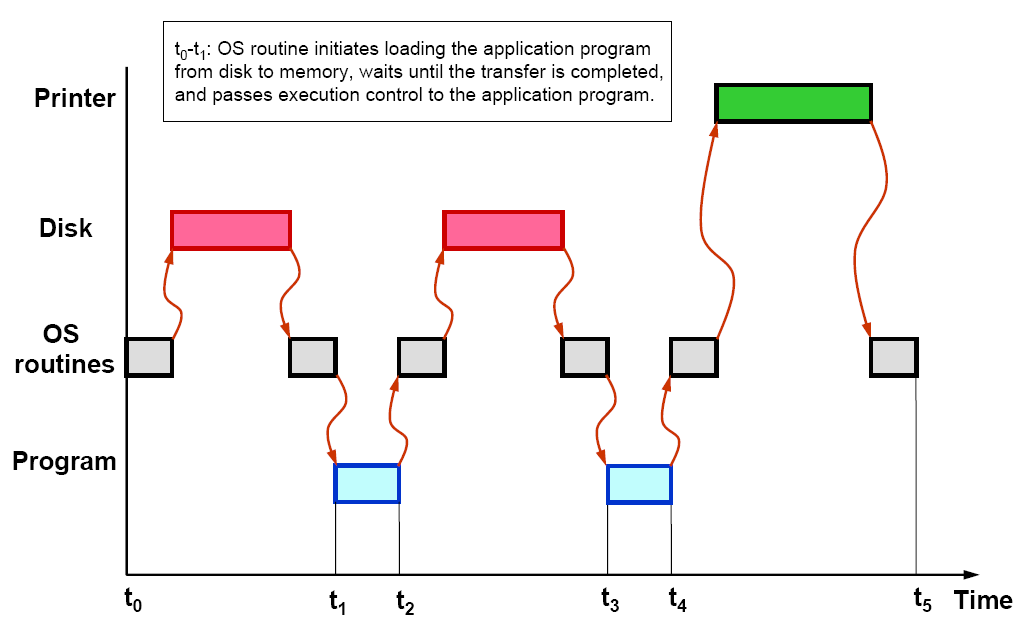 t0-t1: OS routine initiates loading the application program
from disk to memory, waits until the transfer is completed,
and passes execution control to the application program.
Printer
Disk
OS
routines
Program
t0 t1 t2 t3 t4 t5 Time